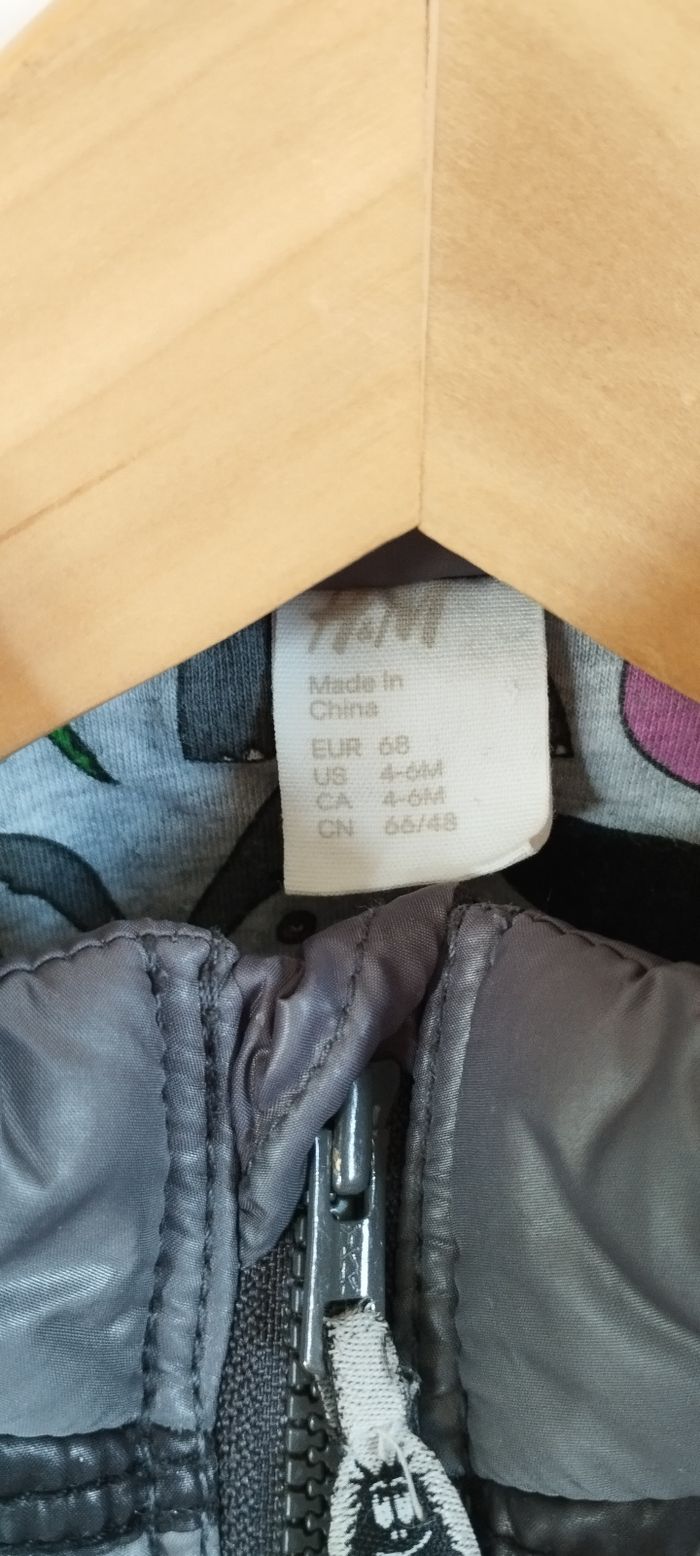 H&M
Made in
China
EUR 68
US 4-6M
CA 4-6M
CN 66/48